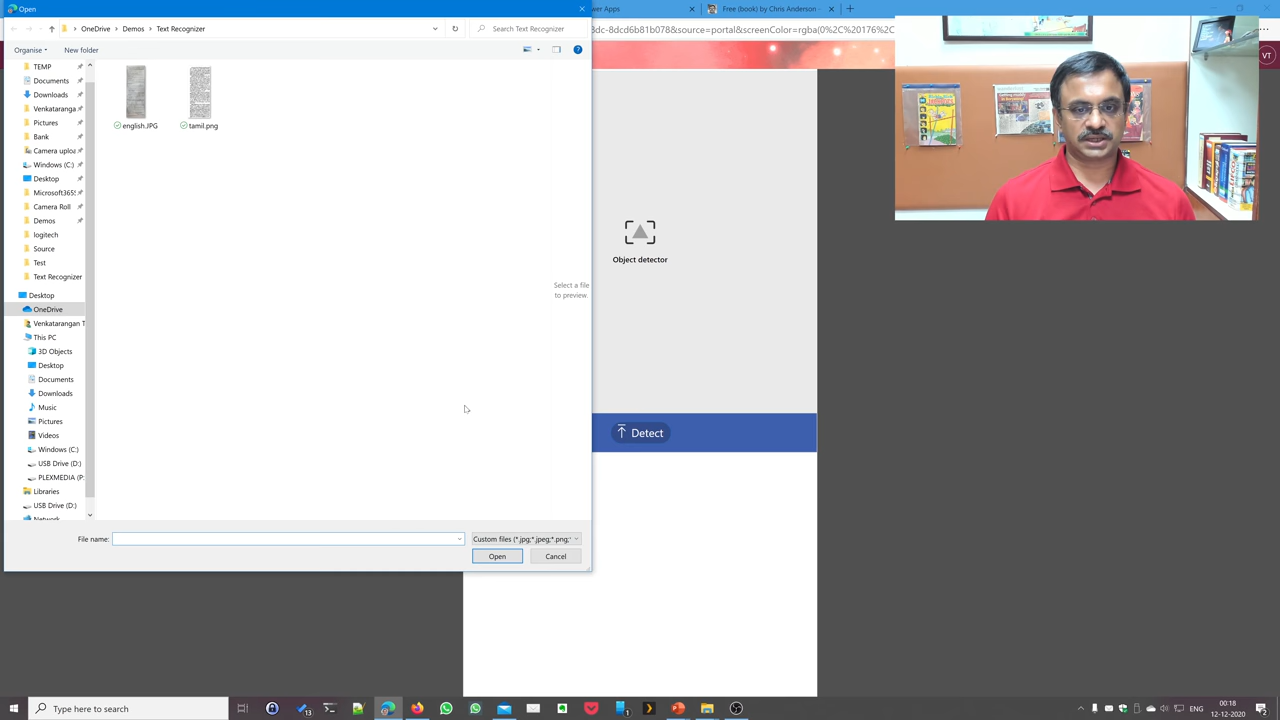 Open
wer Apps
Free (book) by Chris Anderson -
OneDrive
Demos
Text Recognizer
Search Text Recognizer
8dc-8dcd6b81b078&source=portal&screenColor=rgba(0%2C%20176%2C
Organise
New folder
VT
TEMP
Documents
Downloads
Venkataranga
Pictures
Bank
Camera uploa
Windows (C:)
Desktop
Microsoft365
Camera Roll
Demos
logitech
Source
Test
Text Recognizer
Desktop
OneDrive
Venkatarangan T
This PC
3D Objects
Desktop
Documents
Downloads
Music
Pictures
Videos
Windows (C:)
USB Drive (D:)
PLEXMEDIA (P:
Libraries
USB Drive (D:)
Network
english.JPG
tamil.png
Select a file
to preview.
Object detector
Detect
File name:
Custom files (*.jpg;*.jpeg;*.png;*
Open
Cancel
Type here to search
ENG
00:18
12-12-2020